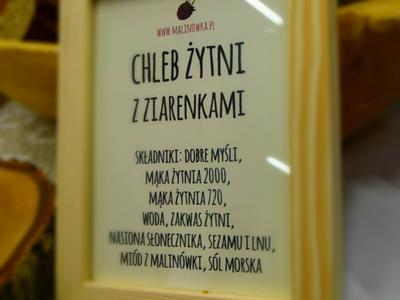 WWW.MALINOWKA.PL
CHLEB ŻYTNI
Z ZIARENKAMI
SKŁADNIKI: DOBRE MYŚLI,
MĄKA ŻYTNIA 2000,
MĄKA ŻYTNIA 720,
WODA, ZAKWAS ŻYTNI,
NASIONA SŁONECZNIKA, SEZAMU I LNU,
MIÓD Z MALINÓWKI, SÓL MORSKA